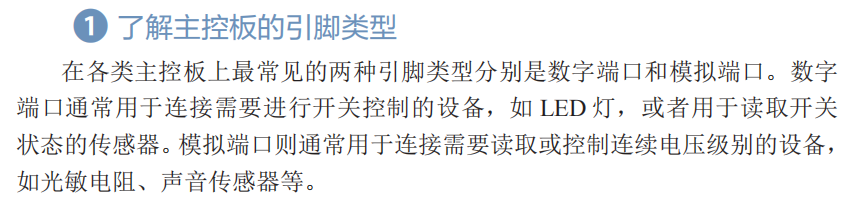 1 了解主控板的引脚类型
在各类主控板上最常见的两种引脚类型分别是数字端口和模拟端口。数字
端口通常用于连接需要进行开关控制的设备，如 LED 灯，或者用于读取开关
状态的传感器。模拟端口则通常用于连接需要读取或控制连续电压级别的设备，
如光敏电阻、声音传感器等。